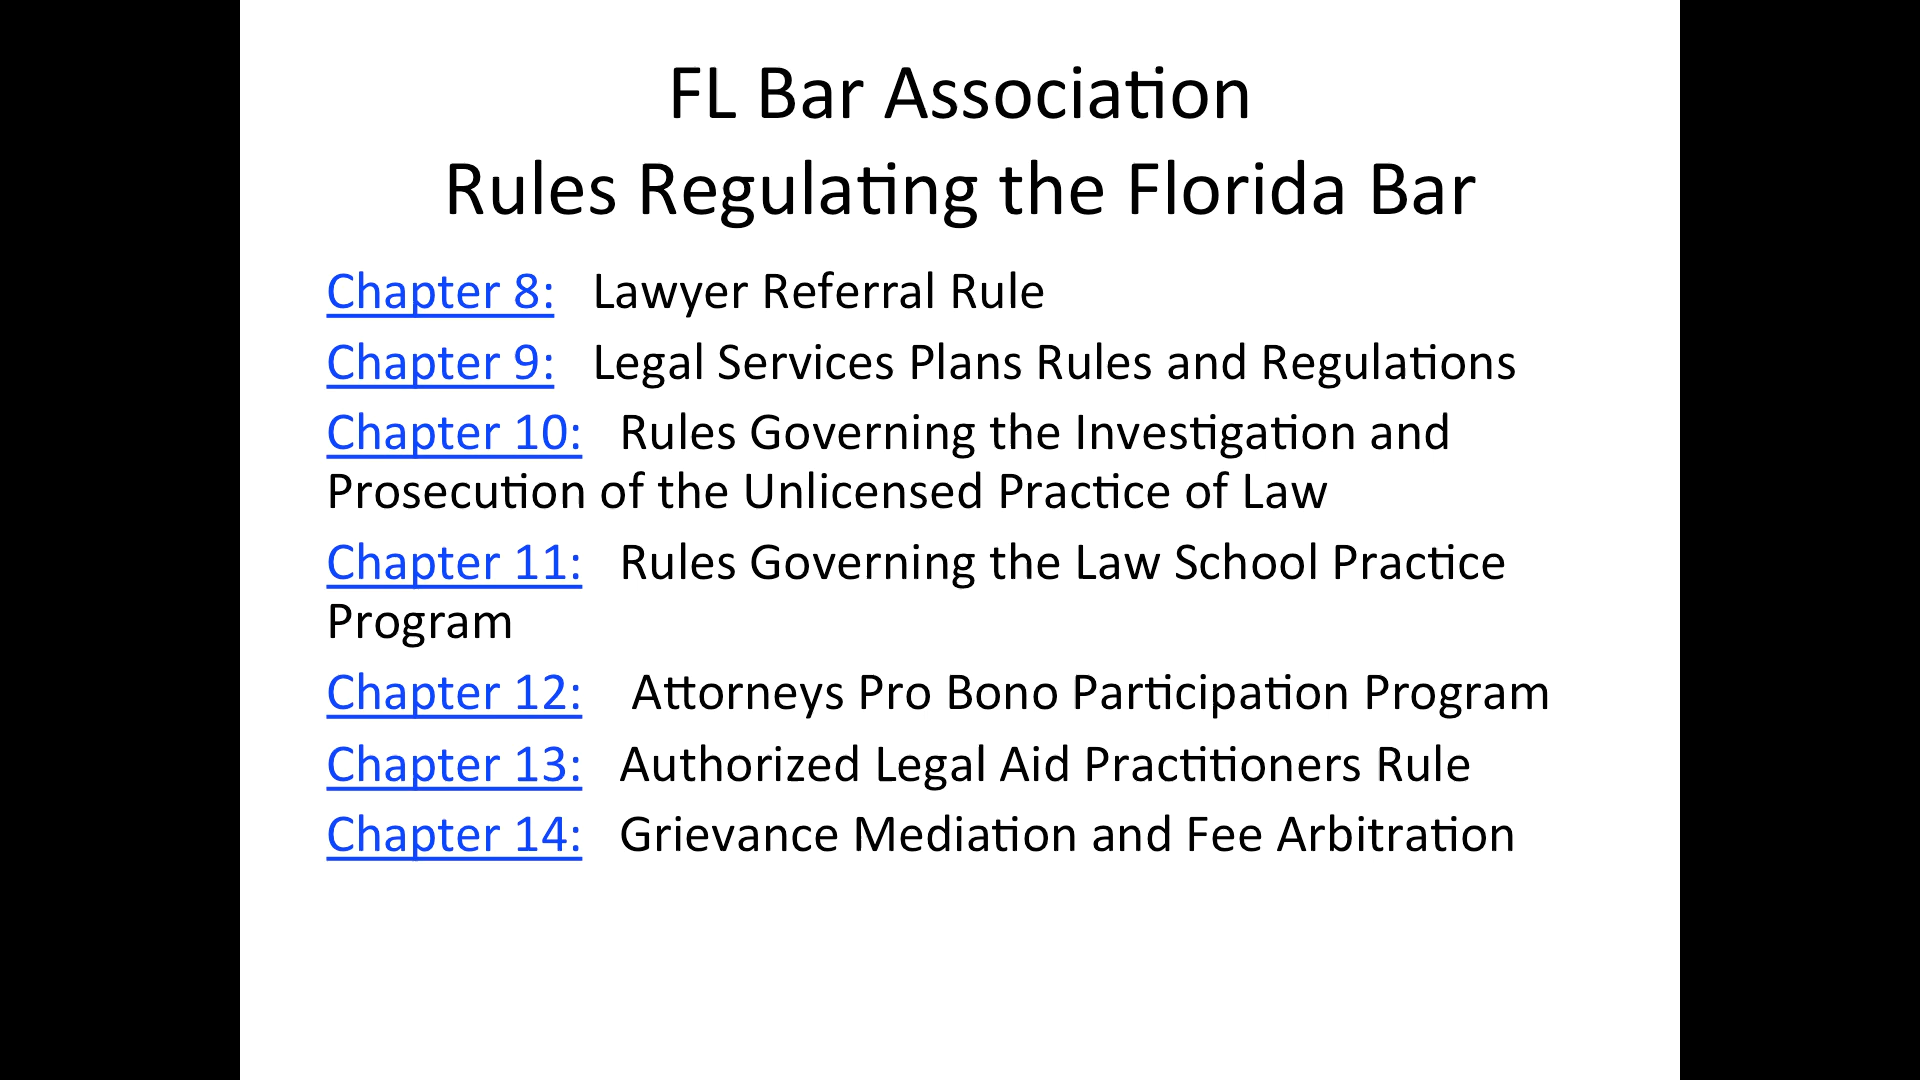 FL Bar Association
Rules Regulating the Florida Bar
Chapter 8: Lawyer Referral Rule
Chapter 9: Legal Services Plans Rules and Regulations
Chapter 10: Rules Governing the Investigation and
Prosecution of the Unlicensed Practice of Law
Chapter 11: Rules Governing the Law School Practice
Program
Chapter 12: Attorneys Pro Bono Participation Program
Chapter 13: Authorized Legal Aid Practitioners Rule
Chapter 14: Grievance Mediation and Fee Arbitration